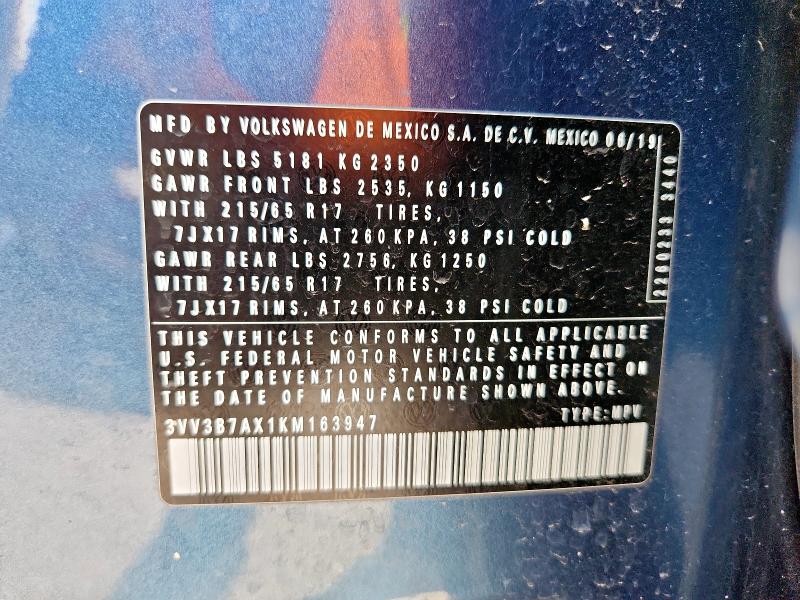 MFD BY VOLKSWAGEN DE MEXICO S.A. DE C.V. MEXICO 06/19
GVWR LBS 5181 KG 2350
GAWR FRONT LBS 2535, KG 1150
WITH 215/65 R17 TIRES,
7JX17 RIMS, AT 260 KPA, 38 PSI COLD
GAWR REAR LBS 2756, KG 1250
WITH 215/65 R17 TIRES,
7JX17 RIMS, AT 260 KPA, 38 PSI COLD
2260233 3440
THIS VEHICLE CONFORMS TO ALL APPLICABLE
U.S. FEDERAL MOTOR VEHICLE SAFETY AND
THEFT PREVENTION STANDARDS IN EFFECT ON
THE DATE OF MANUFACTURE SHOWN ABOVE.
TYPE: MPV
3VV3B7AX1KM163947